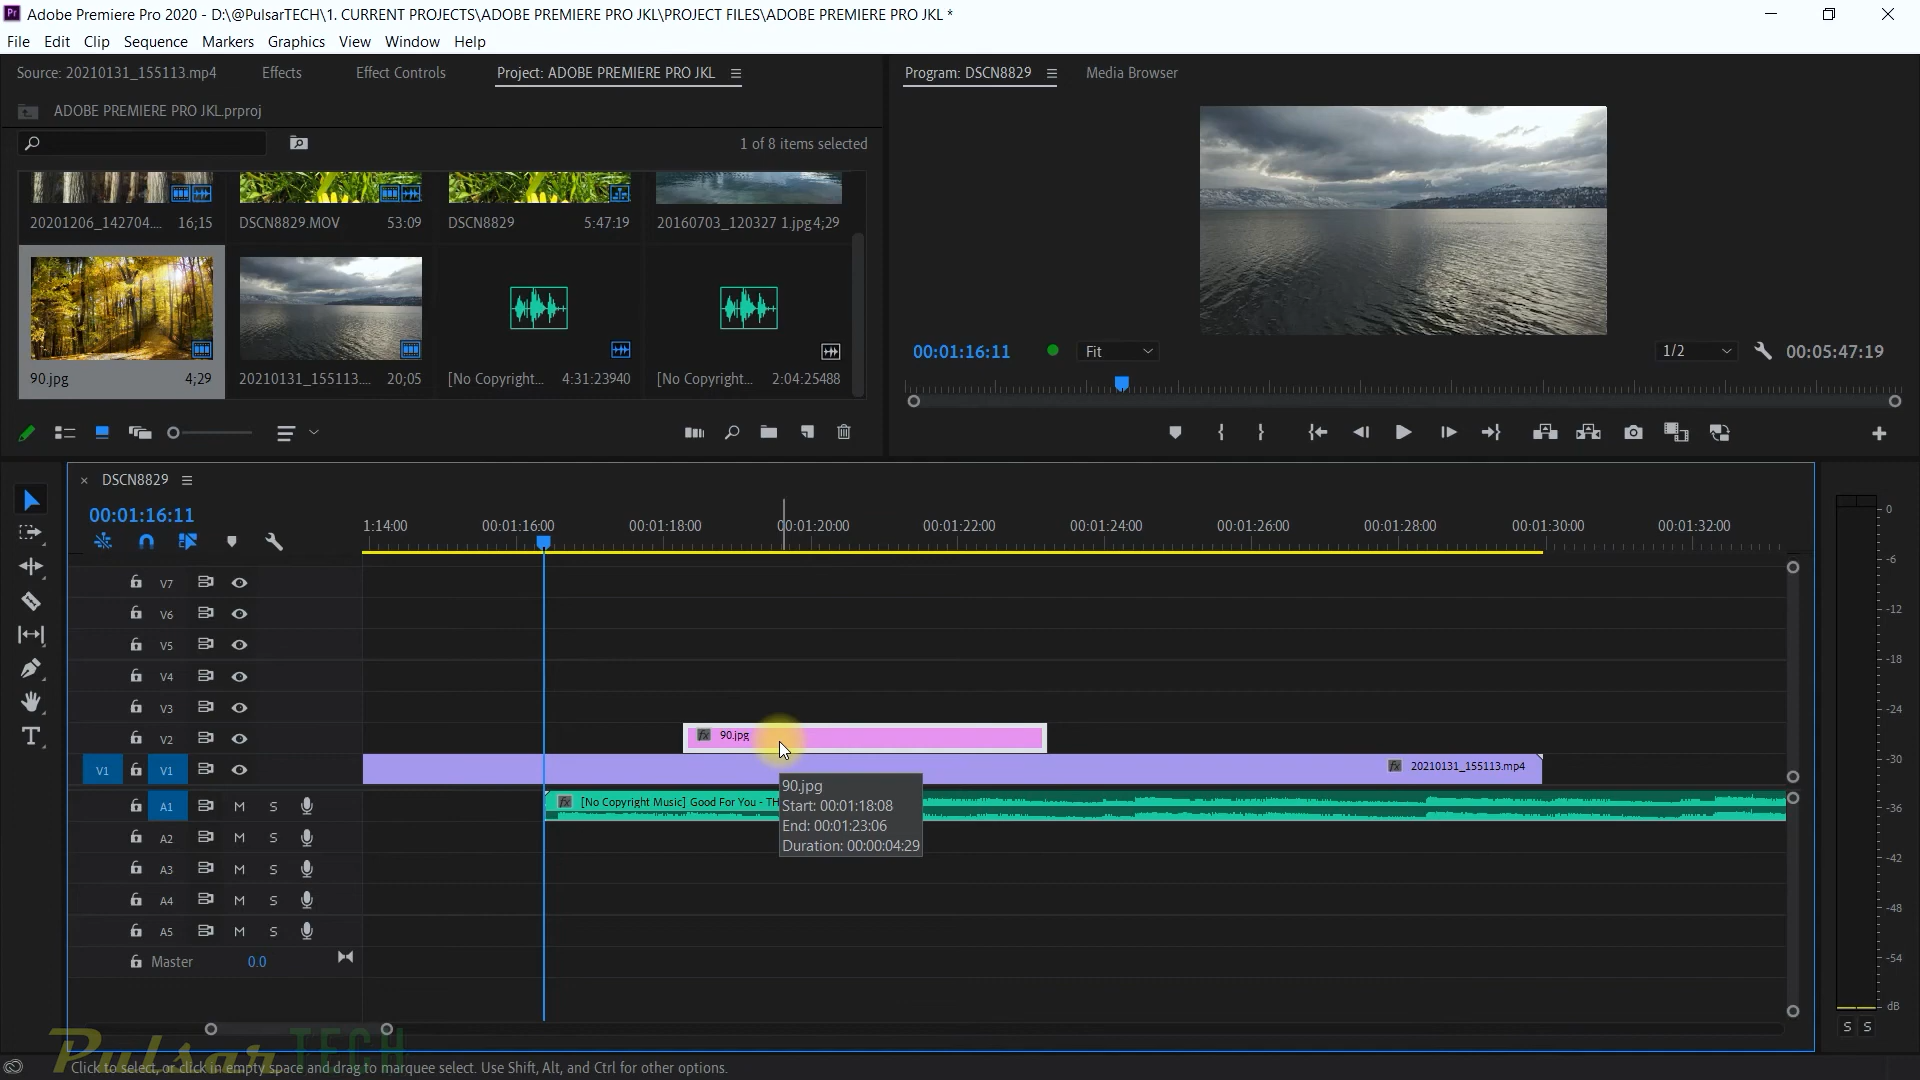 Adobe Premiere Pro 2020 - D:\@PulsarTECH\1. CURRENT PROJECTS\ADOBE PREMIERE PRO JKL\PROJECT FILES\ADOBE PREMIERE PRO JKL *
File Edit Clip Sequence Markers Graphics View Window Help
Source: 20210131_155113.mp4 Effects Effect Controls Project: ADOBE PREMIERE PRO JKL
Program: DSCN8829 Media Browser
ADOBE PREMIERE PRO JKL.prproj
1 of 8 items selected
20201206_142704.... 16;15 DSCN8829.MOV 53:09 DSCN8829 5:47:19 20160703_120327 1.jpg 4;29
90.jpg 4;29 20210131_155113.... 20;05 [No Copyright... 4:31:23940 [No Copyright... 2:04:25488
00:01:16:11 Fit 1/2 00:05:47:19
DSCN8829
00:01:16:11
1:14:00 00:01:16:00 00:01:18:00 00:01:20:00 00:01:22:00 00:01:24:00 00:01:26:00 00:01:28:00 00:01:30:00 00:01:32:00
V7
V6
V5
V4
V3
V2 90.jpg
V1 V1 20210131_155113.mp4
A1 M S [No Copyright Music] Good For You - TH
90.jpg
Start: 00:01:18:08
End: 00:01:23:06
Duration: 00:00:04:29
A2 M S
A3 M S
A4 M S
A5 M S
Master 0.0
0
-6
-12
-18
-24
-30
-36
-42
-48
-54
dB
S S
PulsarTECH
Click to select, or click in empty space and drag to marquee select. Use Shift, Alt, and Ctrl for other options.